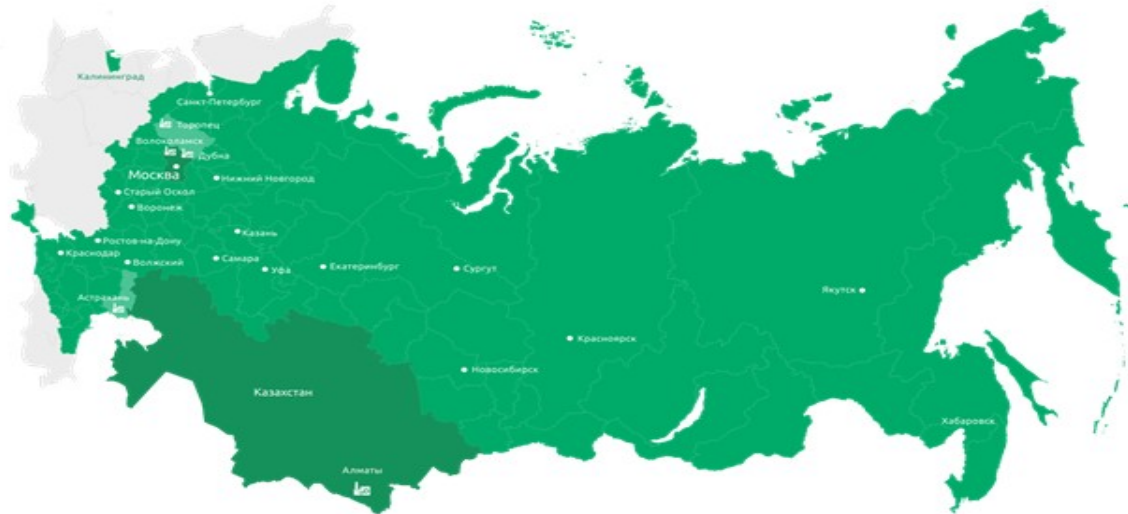 Калининград
Санкт-Петербург
Торопец
Волоколамск
Дубна
Москва
Нижний Новгород
Старый Оскол
Воронеж
Казань
Ростов-на-Дону
Краснодар
Волжский
Самара
Уфа
Екатеринбург
Сургут
Якутск
Астрахань
Красноярск
Новосибирск
Казахстан
Хабаровск
Алматы